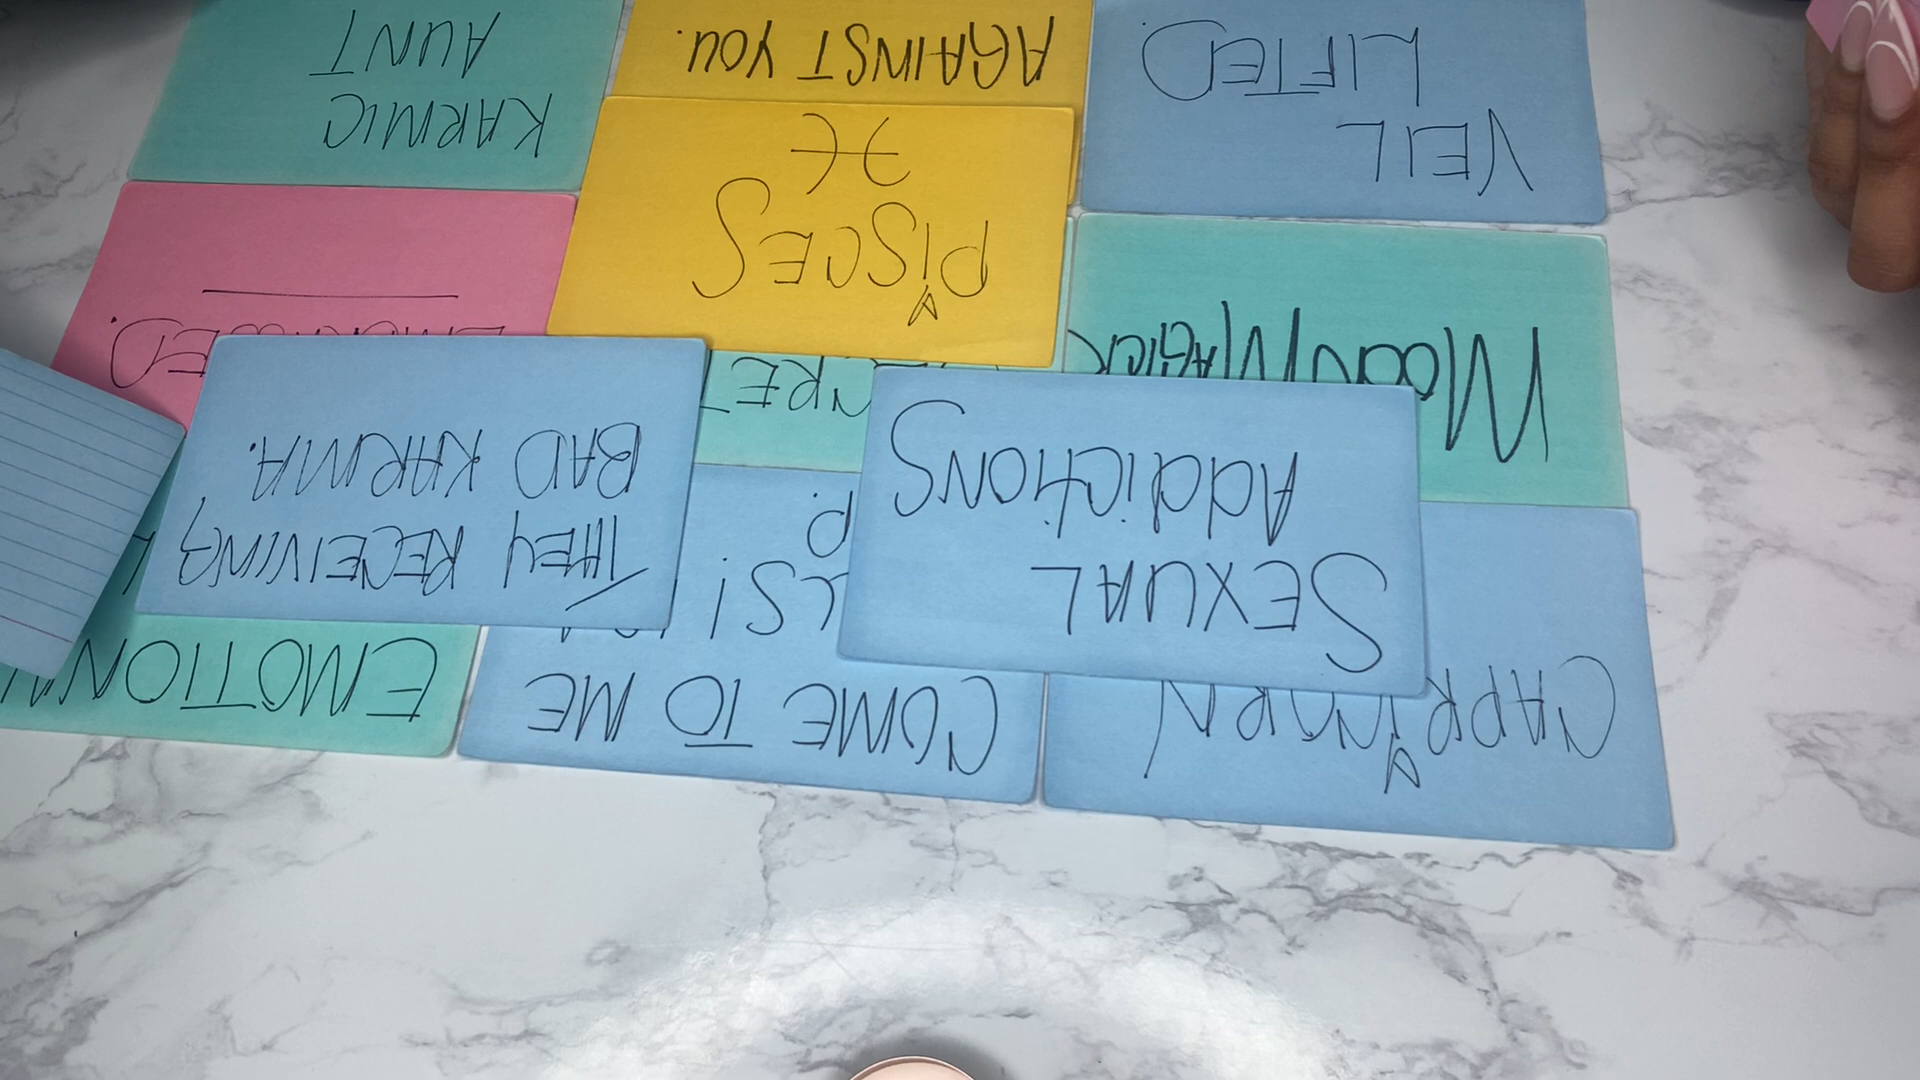 CAPRICORN
COME TO ME
EMOTION
SEXUAL
ADDICTIONS
THEY RECEIVING
BAD KARMA.
MOON MAGICK
PISCES
♓
VEIL
LIFTED.
AGAINST YOU.
KARMIC
AUNT